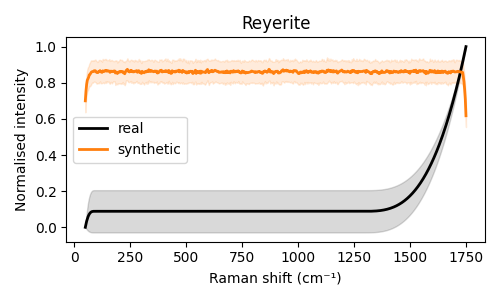 Reyerite
Normalised intensity
1.0
0.8
0.6
0.4
0.2
0.0
real
synthetic
0 250 500 750 1000 1250 1500 1750
Raman shift (cm⁻¹)